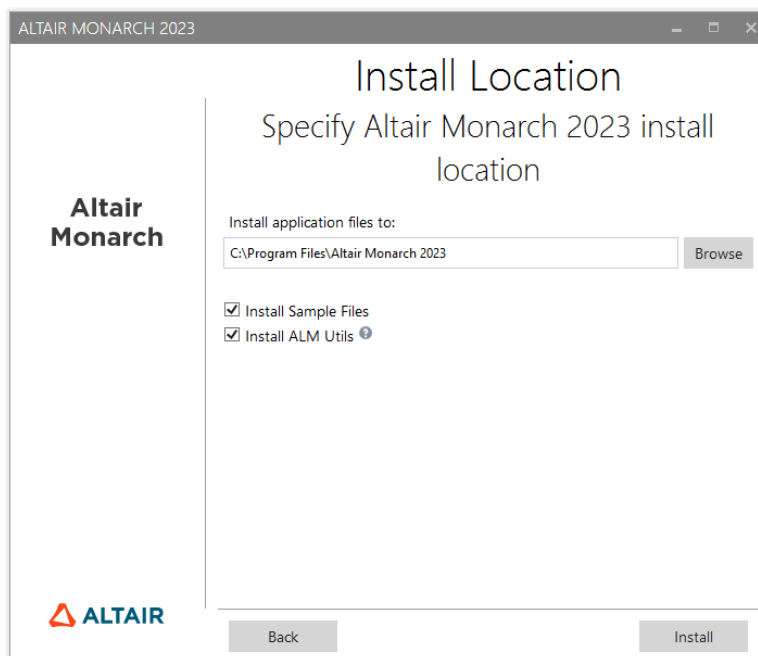 ALTAIR MONARCH 2023
Install Location
Specify Altair Monarch 2023 install
location
Altair
Monarch
Install application files to:
C:\Program Files\Altair Monarch 2023
Browse
Install Sample Files
Install ALM Utils
ALTAIR
Back
Install